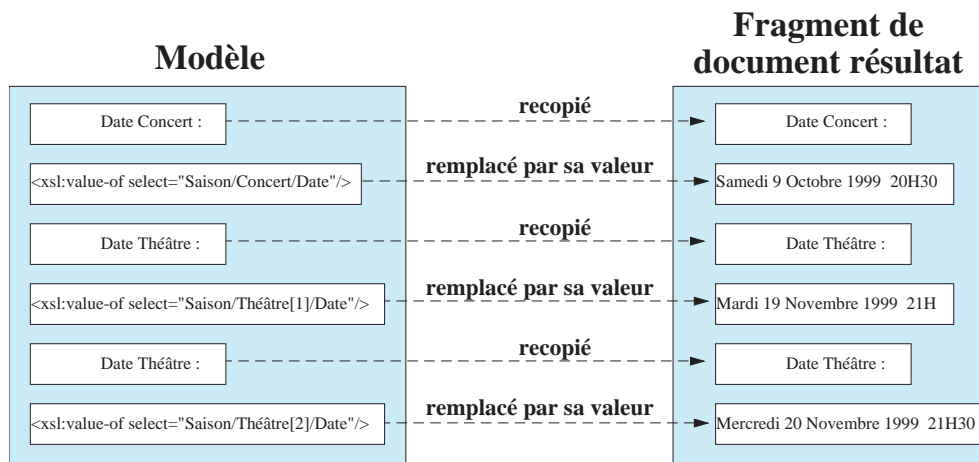 Modèle
Fragment de
document résultat
Date Concert :
recopié
Date Concert :
<xsl:value-of select="Saison/Concert/Date"/>
remplacé par sa valeur
Samedi 9 Octobre 1999  20H30
Date Théâtre :
recopié
Date Théâtre :
<xsl:value-of select="Saison/Théâtre[1]/Date"/>
remplacé par sa valeur
Mardi 19 Novembre 1999  21H
Date Théâtre :
recopié
Date Théâtre :
<xsl:value-of select="Saison/Théâtre[2]/Date"/>
remplacé par sa valeur
Mercredi 20 Novembre 1999  21H30